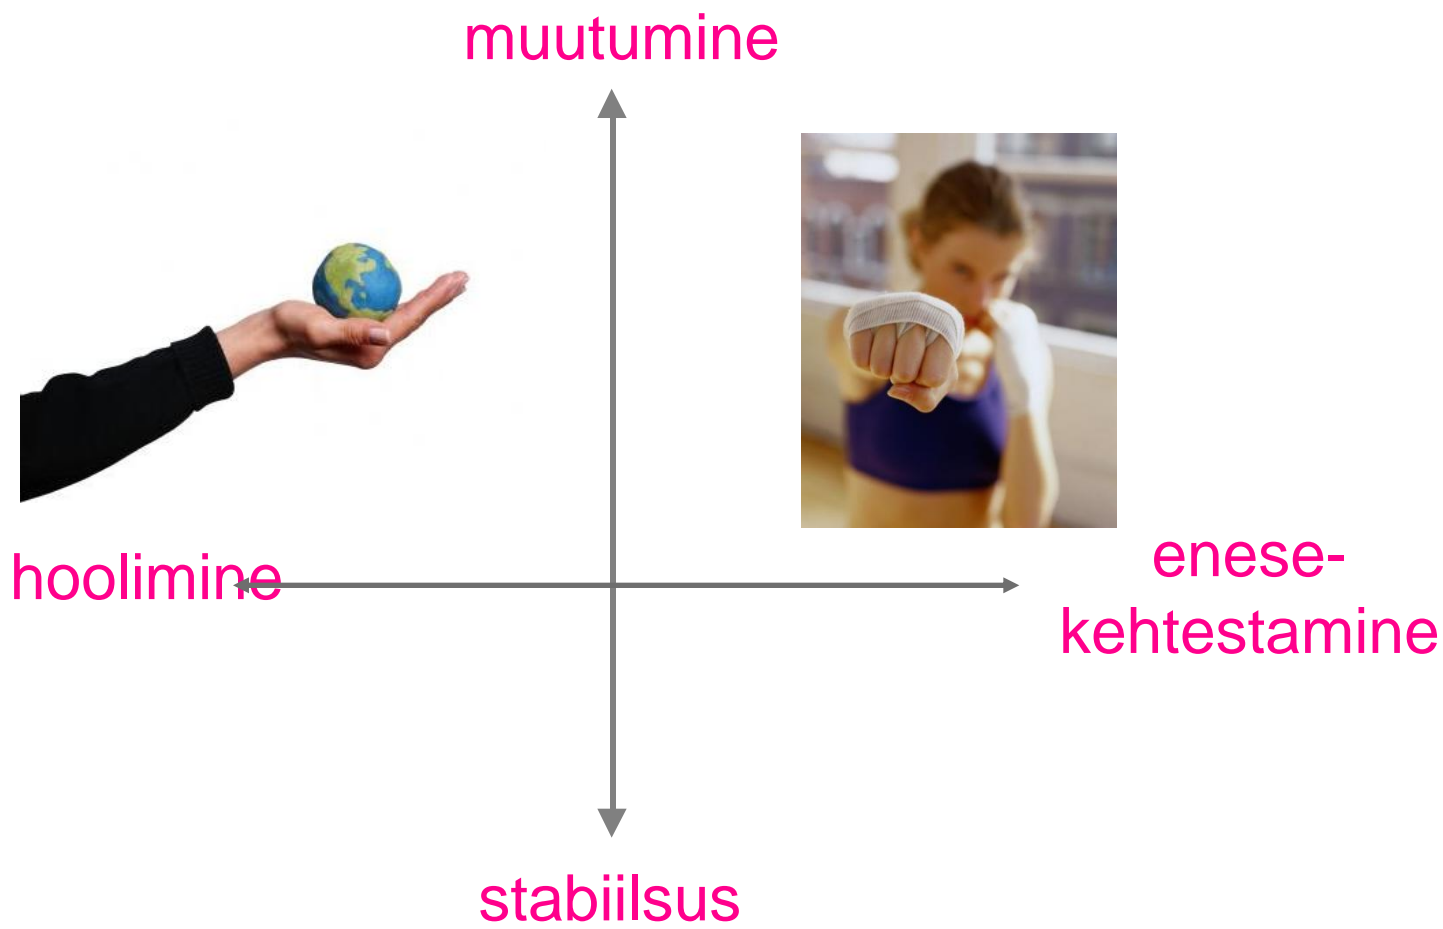 muutumine
hoolimine
enese-
kehtestamine
stabiilsus